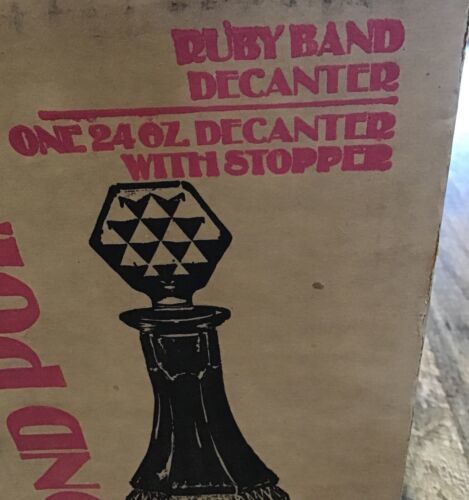 RUBY BAND
DECANTER
ONE 24 OZ. DECANTER
WITH STOPPER